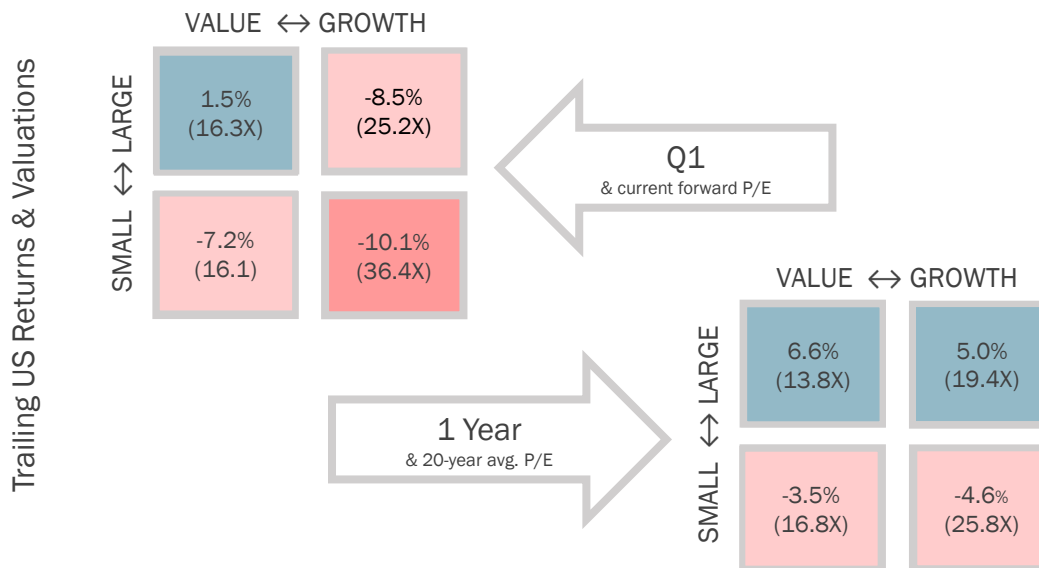 Trailing US Returns & Valuations
VALUE ↔ GROWTH
SMALL ↔ LARGE
1.5%
(16.3X)
-8.5%
(25.2X)
-7.2%
(16.1)
-10.1%
(36.4X)
Q1
& current forward P/E
1 Year
& 20-year avg. P/E
VALUE ↔ GROWTH
SMALL ↔ LARGE
6.6%
(13.8X)
5.0%
(19.4X)
-3.5%
(16.8X)
-4.6%
(25.8X)